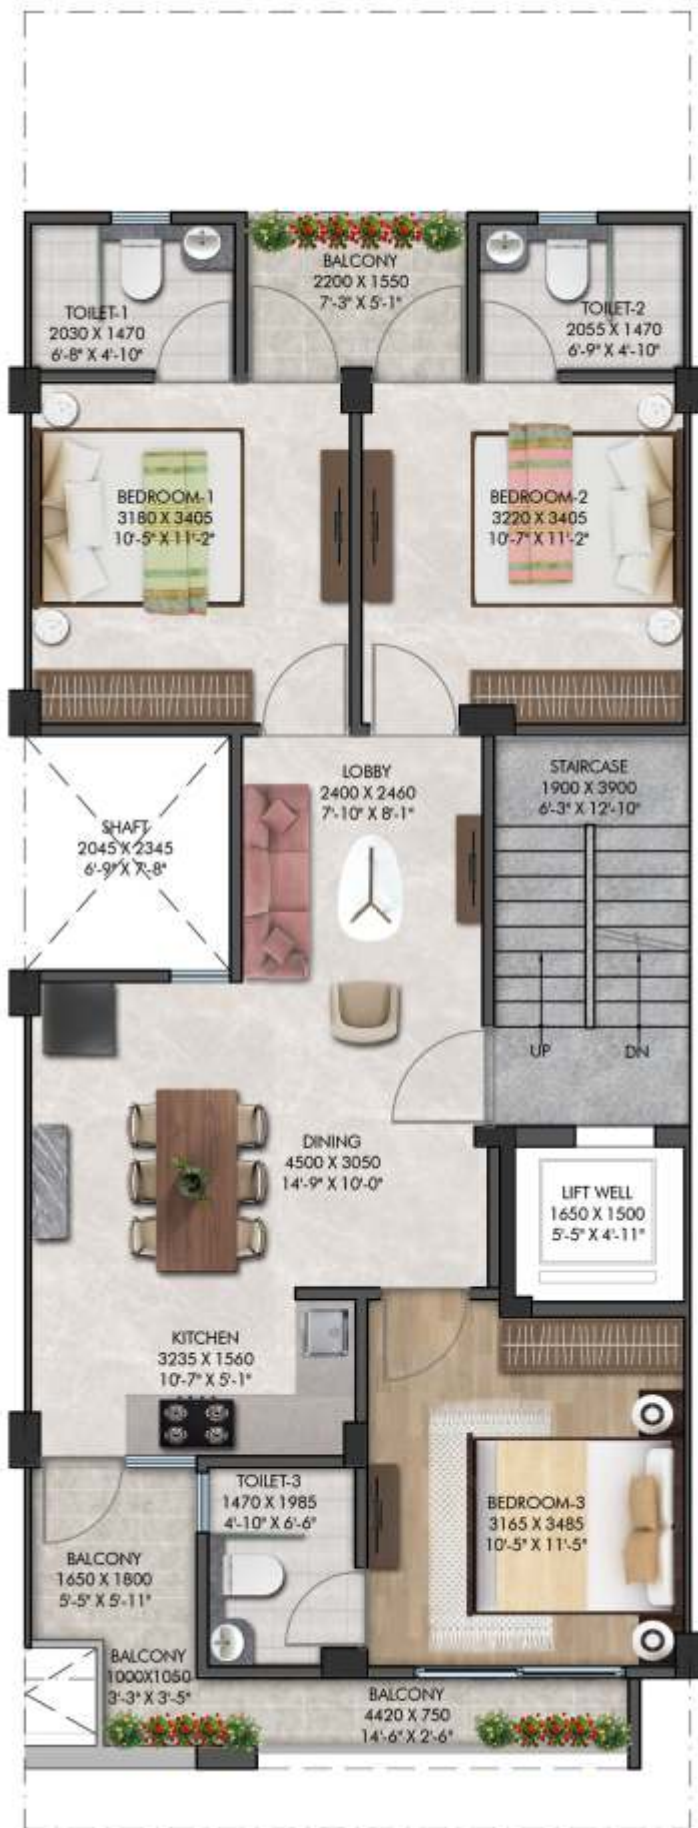 BALCONY
2200 X 1550
7'-3" X 5'-1"
TOILET-1
2030 X 1470
6'-8" X 4'-10"
TOILET-2
2055 X 1470
6'-9" X 4'-10"
BEDROOM-1
3180 X 3405
10'-5" X 11'-2"
BEDROOM-2
3220 X 3405
10'-7" X 11'-2"
LOBBY
2400 X 2460
7'-10" X 8'-1"
STAIRCASE
1900 X 3900
6'-3" X 12'-10"
SHAFT
2045 X 2345
6'-9" X 7'-8"
UP
DN
DINING
4500 X 3050
14'-9" X 10'-0"
LIFT WELL
1650 X 1500
5'-5" X 4'-11"
KITCHEN
3235 X 1560
10'-7" X 5'-1"
TOILET-3
1470 X 1985
4'-10" X 6'-6"
BEDROOM-3
3165 X 3485
10'-5" X 11'-5"
BALCONY
1650 X 1800
5'-5" X 5'-11"
BALCONY
1000X1050
3'-3" X 3'-5"
BALCONY
4420 X 750
14'-6" X 2'-6"